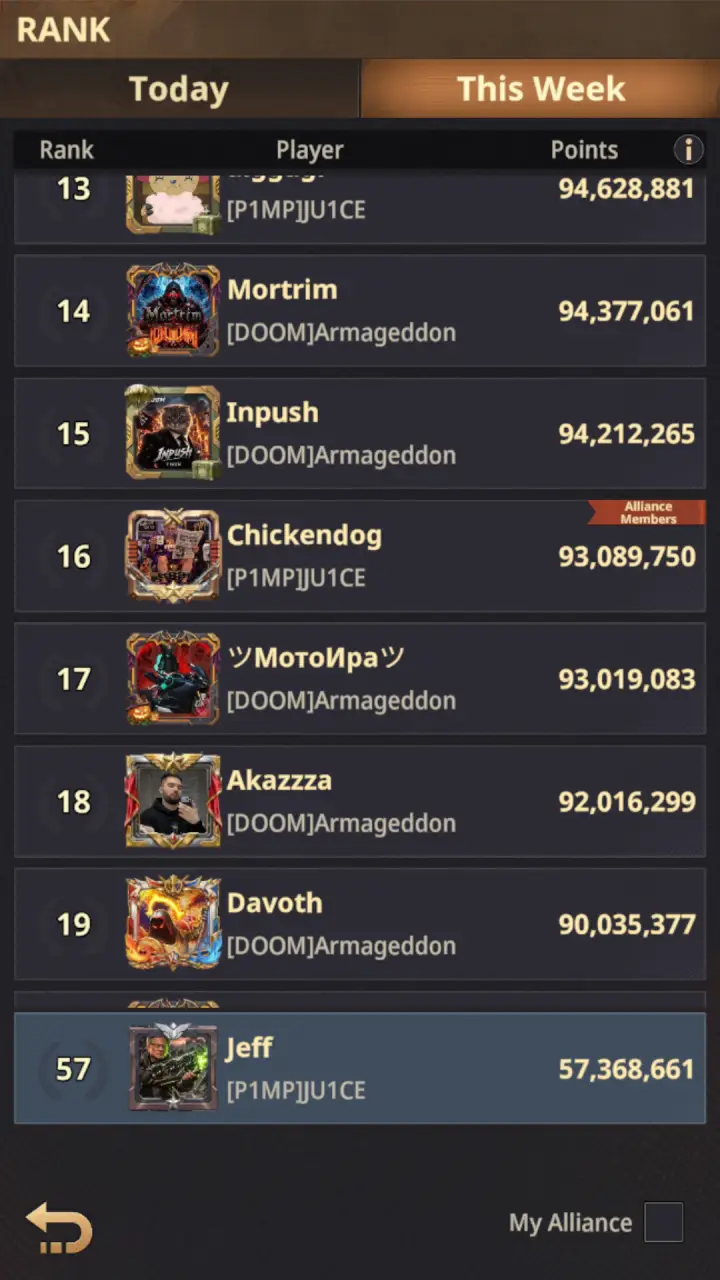 RANK
Today
This Week
Rank
Player
Points
i
13
[P1MP]JU1CE
94,628,881
14
Mortrim
[DOOM]Armageddon
94,377,061
15
Inpush
[DOOM]Armageddon
94,212,265
INPUSH
16
Chickendog
[P1MP]JU1CE
Alliance
Members
93,089,750
17
ツМотоИраツ
[DOOM]Armageddon
93,019,083
18
Akazzza
[DOOM]Armageddon
92,016,299
19
Davoth
[DOOM]Armageddon
90,035,377
57
Jeff
[P1MP]JU1CE
57,368,661
My Alliance